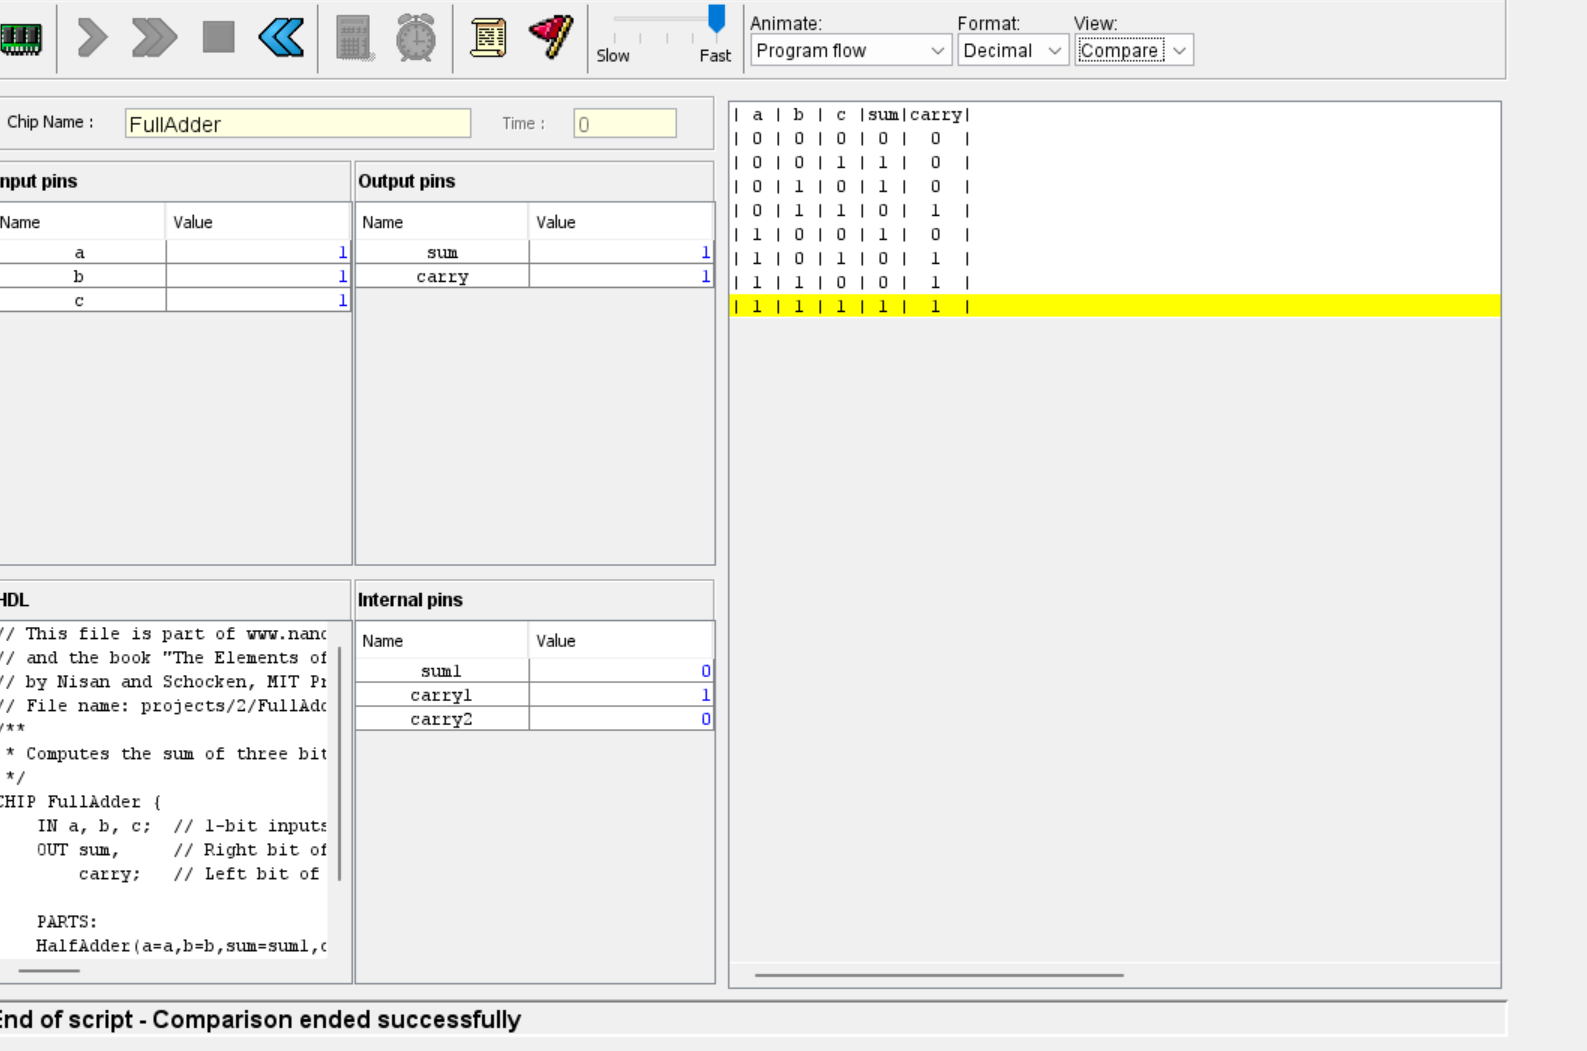 Slow
Fast
Animate:
Program flow
Format:
Decimal
View:
Compare
Chip Name :
FullAdder
Time :
0
nput pins
Name Value
a 1
b 1
c 1
Output pins
Name Value
sum 1
carry 1
HDL
// This file is part of www.nand
// and the book "The Elements of
// by Nisan and Schocken, MIT Pr
// File name: projects/2/FullAdd
/**
* Computes the sum of three bit
*/
CHIP FullAdder {
IN a, b, c; // 1-bit inputs
OUT sum, // Right bit of
carry; // Left bit of
PARTS:
HalfAdder(a=a,b=b,sum=sum1,c
Internal pins
Name Value
sum1 0
carry1 1
carry2 0
| a | b | c |sum|carry|
| 0 | 0 | 0 | 0 | 0 |
| 0 | 0 | 1 | 1 | 0 |
| 0 | 1 | 0 | 1 | 0 |
| 0 | 1 | 1 | 0 | 1 |
| 1 | 0 | 0 | 1 | 0 |
| 1 | 0 | 1 | 0 | 1 |
| 1 | 1 | 0 | 0 | 1 |
| 1 | 1 | 1 | 1 | 1 |
End of script - Comparison ended successfully